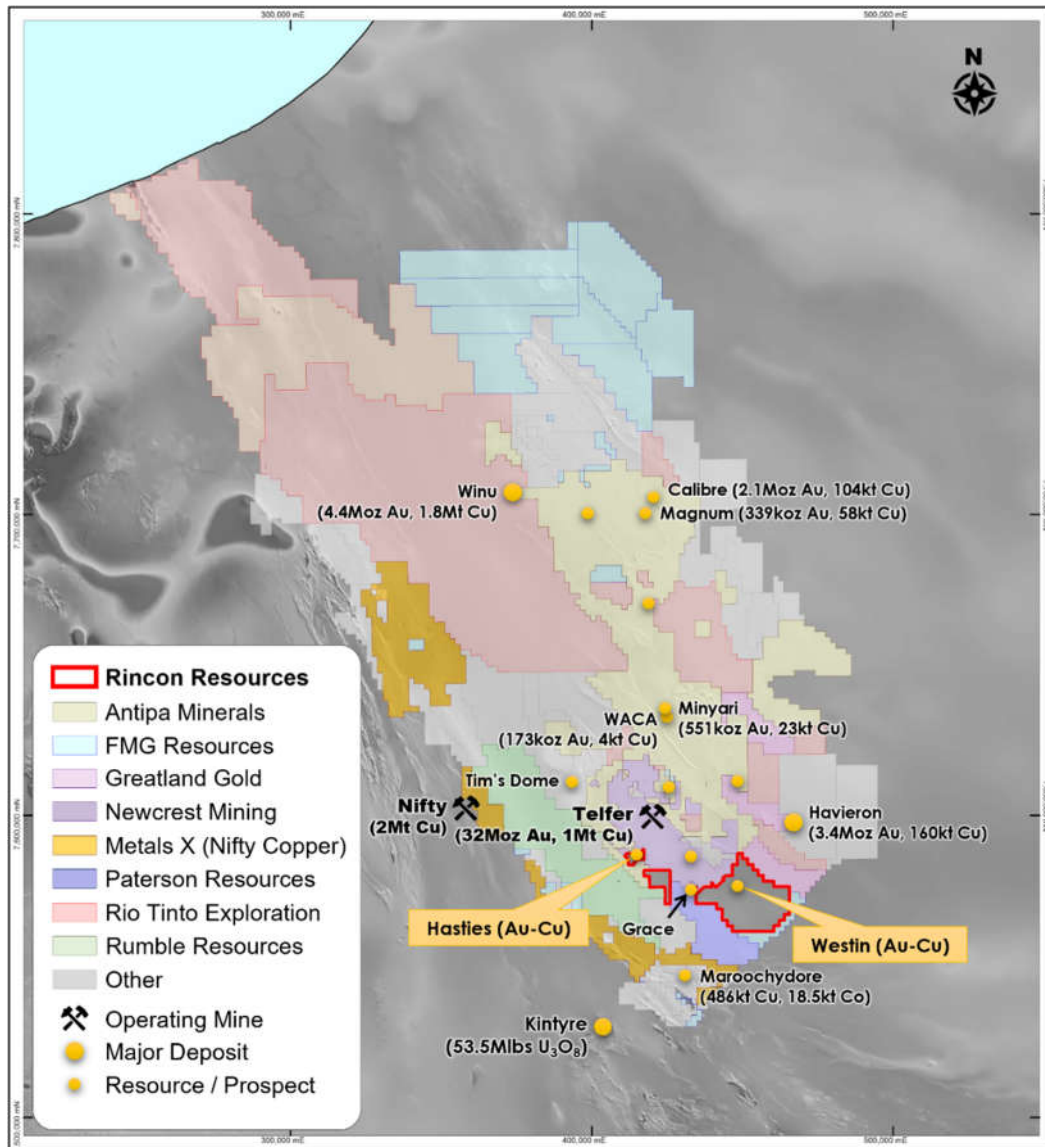 300,000 mE
400,000 mE
500,000 mE
N
7,800,000 mN
Winu
(4.4Moz Au, 1.8Mt Cu)
Calibre (2.1Moz Au, 104kt Cu)
Magnum (339koz Au, 58kt Cu)
7,700,000 mN
Minyari
(551koz Au, 23kt Cu)
WACA
(173koz Au, 4kt Cu)
Tim's Dome
Nifty
(2Mt Cu)
Telfer
(32Moz Au, 1Mt Cu)
Havieron
(3.4Moz Au, 160kt Cu)
7,600,000 mN
Hasties (Au-Cu)
Grace
Westin (Au-Cu)
Maroochydore
(486kt Cu, 18.5kt Co)
Kintyre
(53.5Mlbs U₃O₈)
Rincon Resources
Antipa Minerals
FMG Resources
Greatland Gold
Newcrest Mining
Metals X (Nifty Copper)
Paterson Resources
Rio Tinto Exploration
Rumble Resources
Other
Operating Mine
Major Deposit
Resource / Prospect
300,000 mE
400,000 mE
500,000 mE